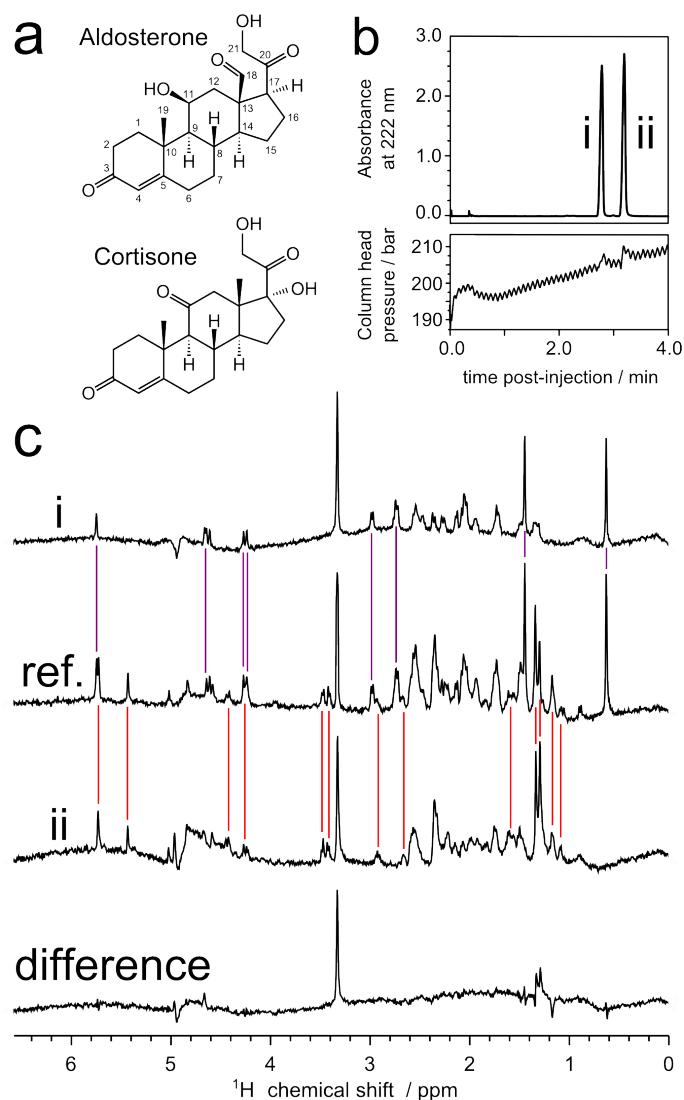 a
Aldosterone
OH
21
20
O
O
18
17
H
HO
11
12
13
16
19
1
9
14
15
H
2
10
8
H
H
3
5
7
O
4
6
Cortisone
OH
O
O
OH
H
H
H
O
b
Absorbance
at 222 nm
3.0
2.0
1.0
0.0
i
ii
Column head
pressure / bar
210
200
190
0.0
2.0
4.0
time post-injection / min
c
i
ref.
ii
difference
6
5
4
3
2
1
0
1H chemical shift / ppm